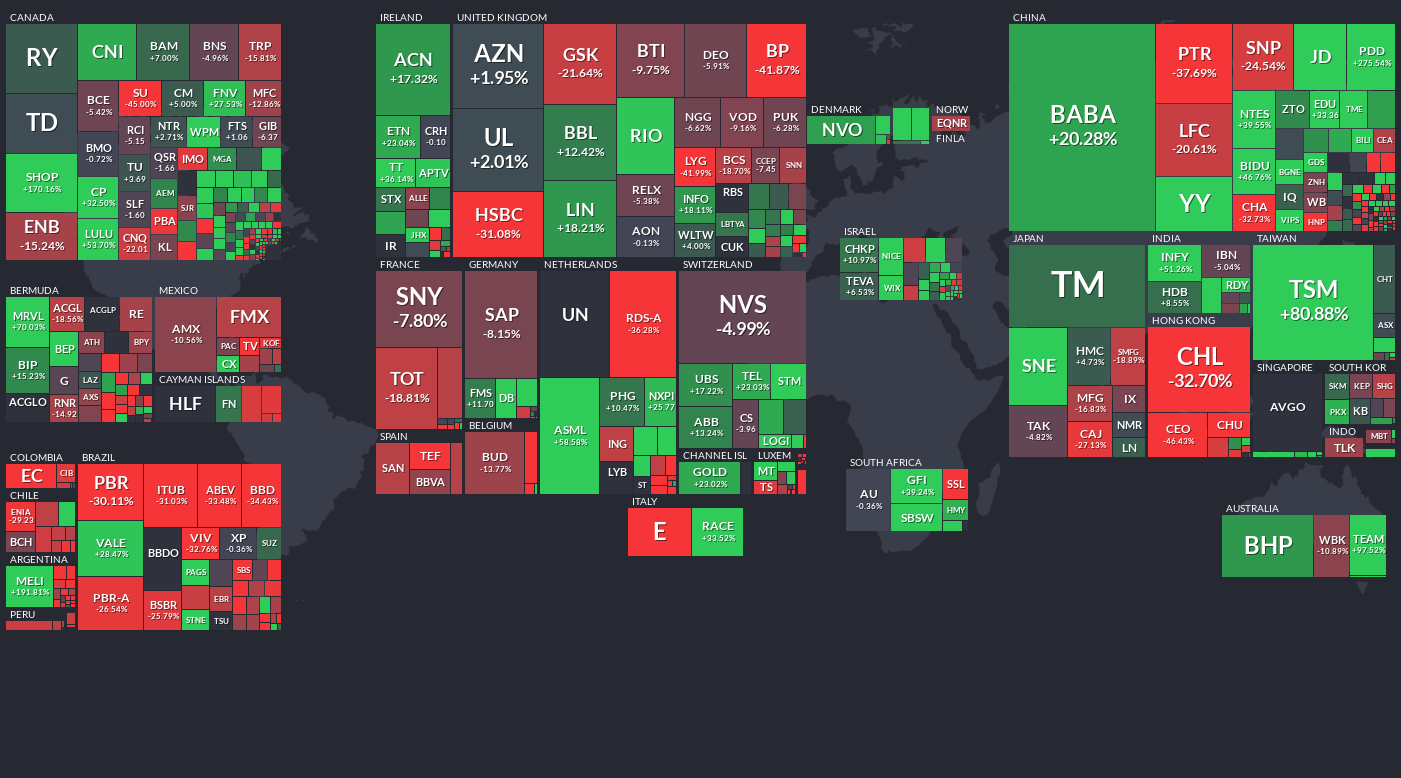 CANADA
RY
CNI
BAM
+7.00%
BNS
-4.96%
TRP
-15.81%
TD
BCE
-5.42%
SU
-45.00%
CM
+5.00%
FNV
+27.53%
MFC
-12.86%
BMO
-0.72%
RCI
-5.15
NTR
+2.71%
WPM
FTS
+1.06
GIB
-6.37
SHOP
+170.16%
CP
+32.50%
TU
+3.69
QSR
-1.66
IMO
MGA
AEM
SLF
-1.60
SJR
ENB
-15.24%
LULU
+53.70%
CNQ
-22.01
PBA
KL
BERMUDA
MRVL
+70.03%
ACGL
-18.56%
ACGLP
RE
BEP
ATH
BPY
BIP
+15.23%
G
LAZ
ACGLO
RNR
-14.92
AXS
MEXICO
AMX
-10.56%
FMX
PAC
TV
KOF
CX
CAYMAN ISLANDS
HLF
FN
COLOMBIA
EC
CIB
CHILE
ENIA
-29.23
BCH
ARGENTINA
MELI
+191.81%
PERU
BRAZIL
PBR
-30.11%
ITUB
-31.03%
ABEV
-33.48%
BBD
-34.43%
VALE
+28.47%
BBDO
VIV
-32.76%
XP
-0.36%
SUZ
PAGS
SBS
PBR-A
-26.54%
BSBR
-25.79%
EBR
STNE
TSU
IRELAND
ACN
+17.32%
ETN
+23.04%
CRH
-0.10
TT
+36.14%
APTV
STX
ALLE
JHX
IR
UNITED KINGDOM
AZN
+1.95%
GSK
-21.64%
BTI
-9.75%
DEO
-5.91%
BP
-41.87%
UL
+2.01%
BBL
+12.42%
RIO
NGG
-6.62%
VOD
-9.16%
PUK
-6.28%
LYG
-41.99%
BCS
-18.70%
CCEP
-7.45
SNN
HSBC
-31.08%
LIN
+18.21%
RELX
-5.38%
INFO
+18.11%
RBS
AON
-0.13%
WLTW
+4.00%
LBTYA
CUK
FRANCE
SNY
-7.80%
TOT
-18.81%
GERMANY
SAP
-8.15%
FMS
+11.70
DB
BELGIUM
BUD
-13.77%
SPAIN
SAN
TEF
BBVA
NETHERLANDS
UN
RDS-A
-36.28%
ASML
+58.58%
PHG
+10.47%
NXPI
+25.77
ING
LYB
ST
SWITZERLAND
NVS
-4.99%
UBS
+17.22%
TEL
+23.03%
STM
ABB
+13.24%
CS
-3.96
LOGI
CHANNEL ISL
GOLD
+23.02%
LUXEM
MT
TS
ITALY
E
RACE
+33.52%
DENMARK
NVO
NORW
EQNR
FINLA
ISRAEL
CHKP
+10.97%
NICE
TEVA
+6.53%
WIX
SOUTH AFRICA
AU
-0.36%
GFI
+39.24%
SSL
SBSW
HMY
CHINA
BABA
+20.28%
PTR
-37.69%
SNP
-24.54%
JD
PDD
+275.54%
LFC
-20.61%
NTES
+39.55%
ZTO
EDU
+33.36
TME
BILI
CEA
BIDU
+46.76%
BGNE
GDS
YY
CHA
-32.73%
IQ
ZNH
WB
VIPS
HNP
JAPAN
TM
SNE
HMC
+4.73%
SMFG
-18.89%
MFG
-16.83%
IX
TAK
-4.82%
CAJ
-27.13%
NMR
LN
INDIA
INFY
+51.26%
IBN
-5.04%
HDB
+8.55%
RDY
HONG KONG
CHL
-32.70%
CEO
-46.43%
CHU
TAIWAN
TSM
+80.88%
CHT
ASX
SINGAPORE
AVGO
SOUTH KOR
SKM
KEP
SHG
PKX
KB
INDO
TLK
MBT
AUSTRALIA
BHP
WBK
-10.89%
TEAM
+97.52%